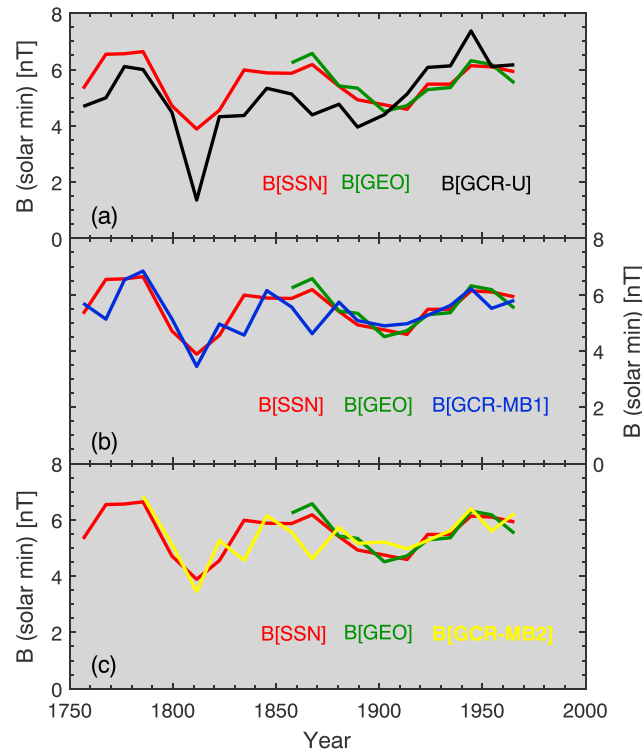 8
6
4
2
0
B (solar min) [nT]
B[SSN] B[GEO] B[GCR-U]
(a)
8
6
4
2
0
B (solar min) [nT]
B[SSN] B[GEO] B[GCR-MB1]
(b)
8
6
4
2
0
B (solar min) [nT]
B[SSN] B[GEO] B[GCR-MB2]
(c)
1750 1800 1850 1900 1950 2000
Year